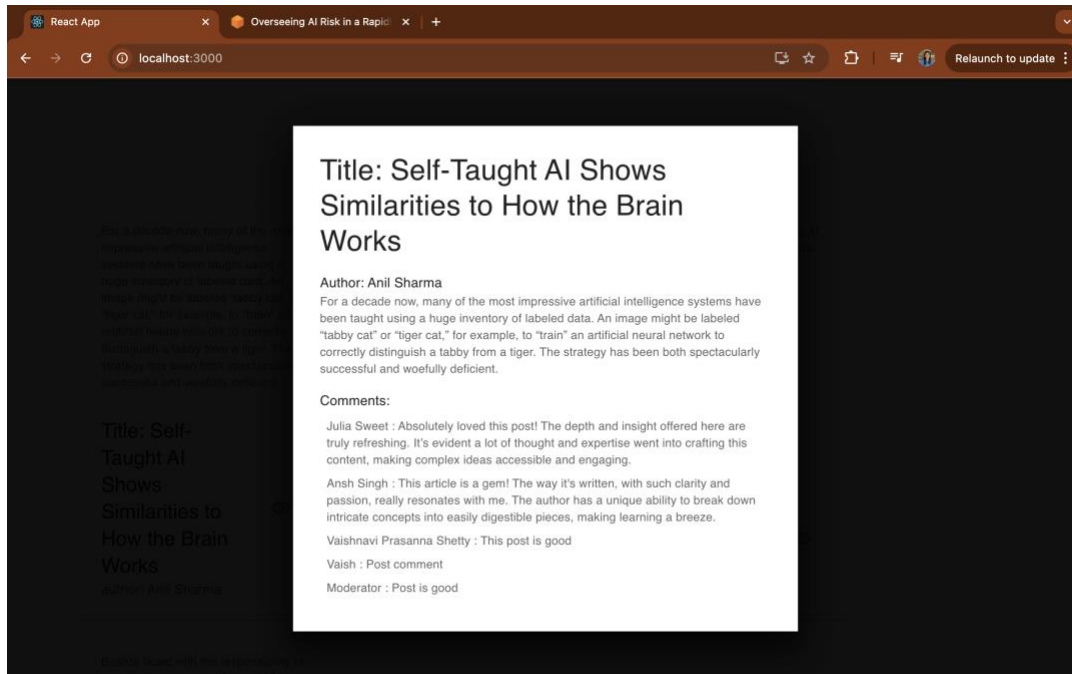 React App
Overseeing AI Risk in a Rapid
localhost:3000
Relaunch to update
Title: Self-Taught AI Shows
Similarities to How the Brain
Works
Author: Anil Sharma
For a decade now, many of the most impressive artificial intelligence systems have
been taught using a huge inventory of labeled data. An image might be labeled
“tabby cat” or “tiger cat,” for example, to “train” an artificial neural network to
correctly distinguish a tabby from a tiger. The strategy has been both spectacularly
successful and woefully deficient.
Comments:
Julia Sweet : Absolutely loved this post! The depth and insight offered here are
truly refreshing. It's evident a lot of thought and expertise went into crafting this
content, making complex ideas accessible and engaging.
Ansh Singh : This article is a gem! The way it's written, with such clarity and
passion, really resonates with me. The author has a unique ability to break down
intricate concepts into easily digestible pieces, making learning a breeze.
Vaishnavi Prasanna Shetty : This post is good
Vaish : Post comment
Moderator : Post is good
Title: Self-
Taught AI
Shows
Similarities to
How the Brain
Works
author: Anil Sharma